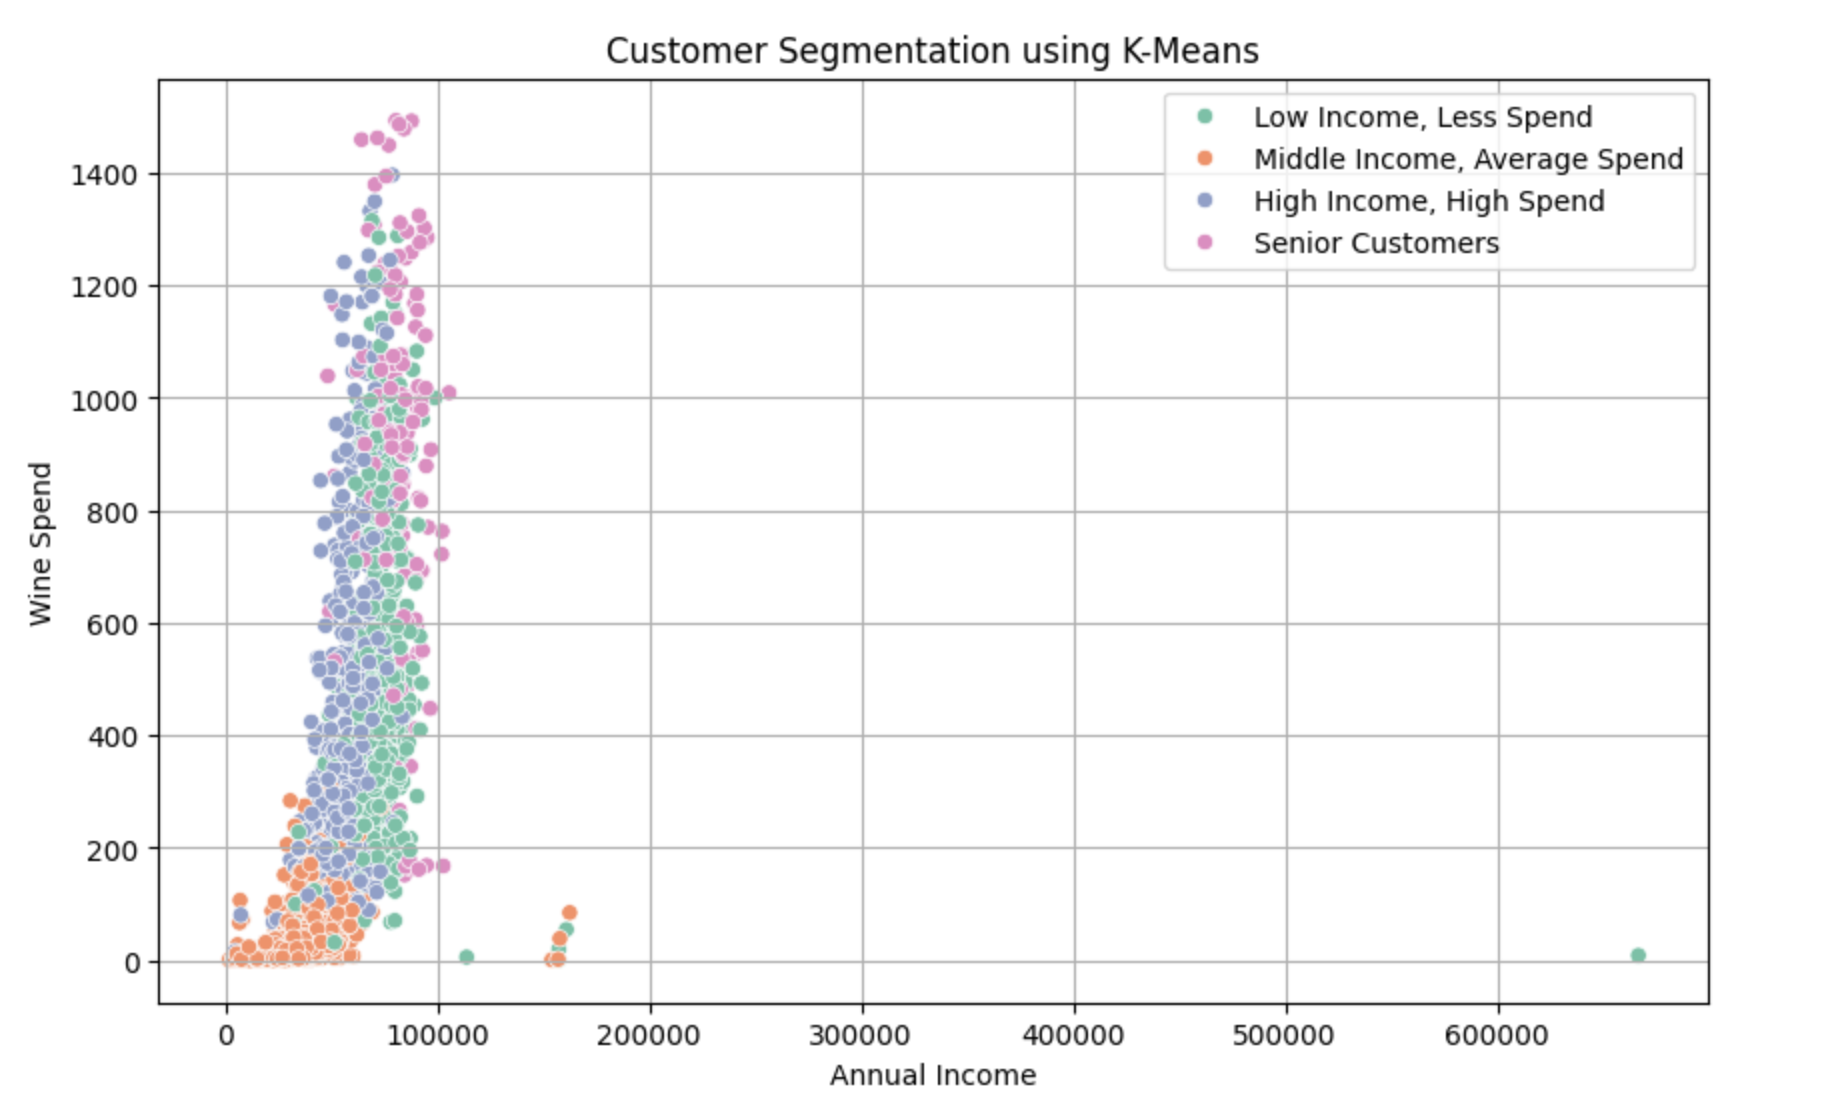 Customer Segmentation using K-Means
Low Income, Less Spend
Middle Income, Average Spend
High Income, High Spend
Senior Customers
1400
1200
1000
800
600
400
200
0
Wine Spend
0 100000 200000 300000 400000 500000 600000
Annual Income